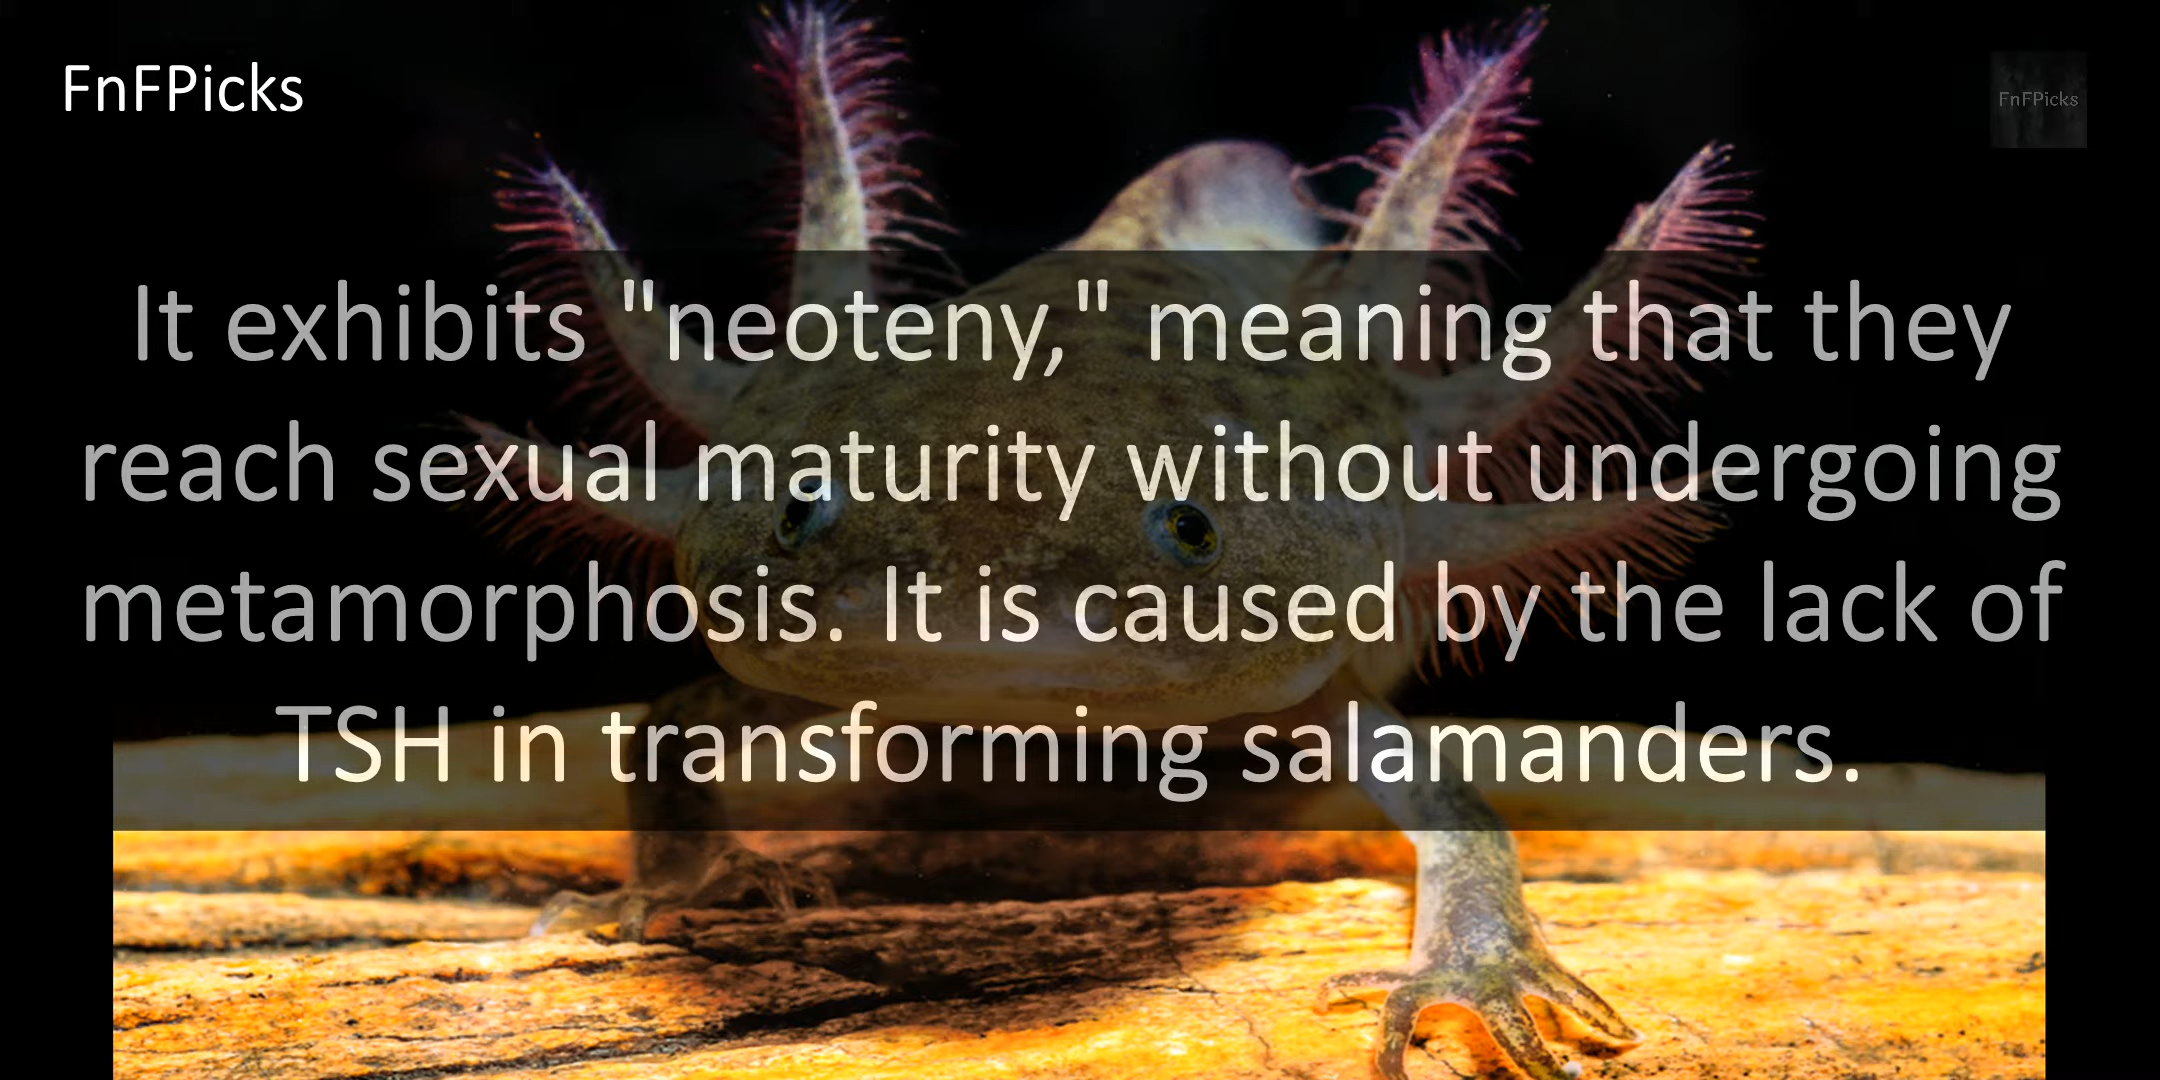 FnFPicks
FnFPicks
It exhibits "neoteny," meaning that they
reach sexual maturity without undergoing
metamorphosis. It is caused by the lack of
TSH in transforming salamanders.